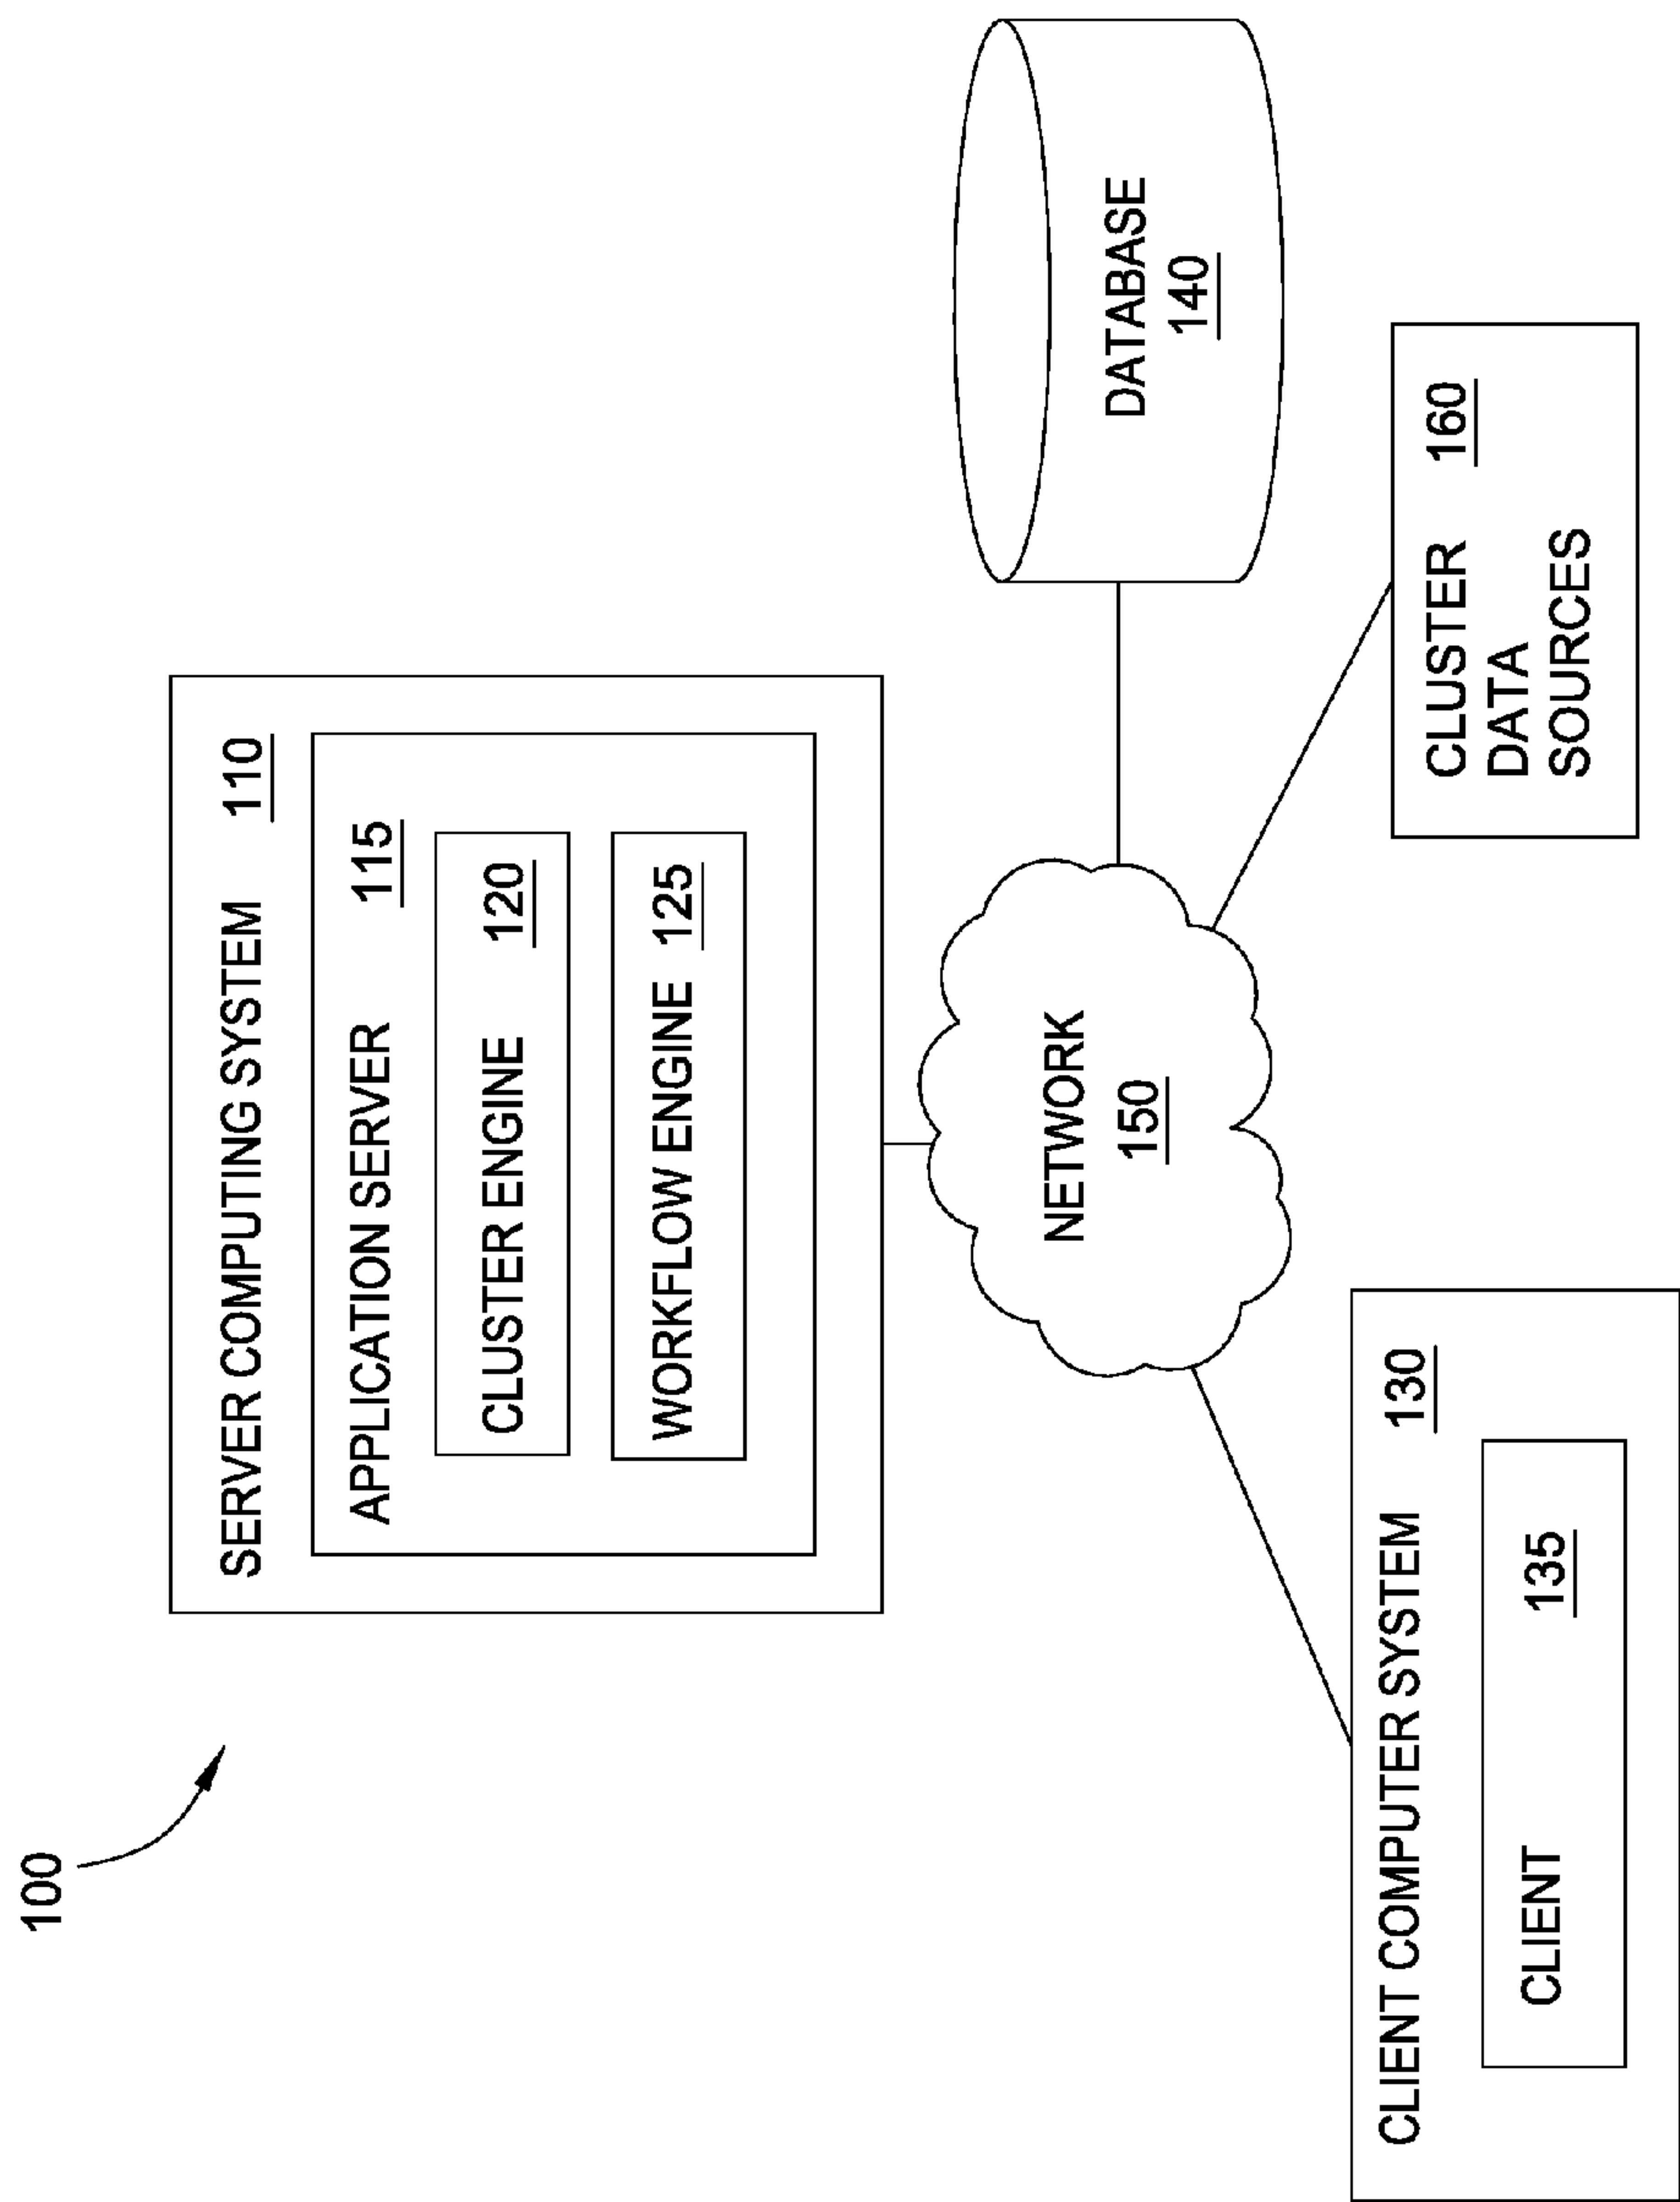 100
SERVER COMPUTING SYSTEM 110
APPLICATION SERVER 115
CLUSTER ENGINE 120
WORKFLOW ENGINE 125
NETWORK
150
DATABASE
140
CLIENT COMPUTER SYSTEM 130
CLIENT 135
CLUSTER 160
DATA
SOURCES